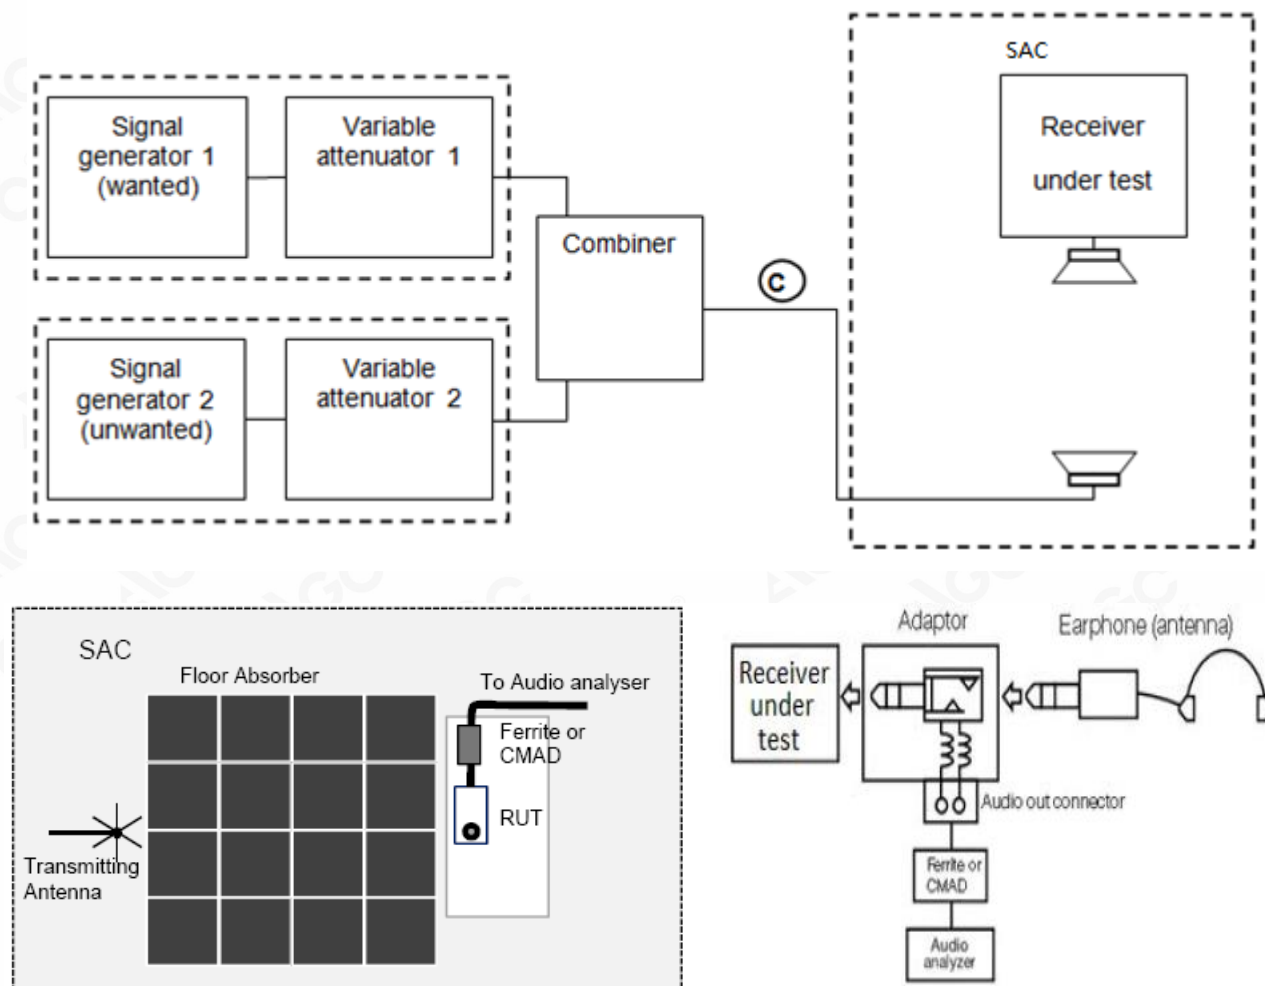 SAC
Signal
generator 1
(wanted)
Variable
attenuator 1
Receiver
under test
Combiner
C
Signal
generator 2
(unwanted)
Variable
attenuator 2
SAC
Floor Absorber
To Audio analyser
Ferrite or
CMAD
RUT
Transmitting
Antenna
Adaptor
Earphone (antenna)
Receiver
under
test
Audio out connector
Ferrite or
CMAD
Audio
analyzer